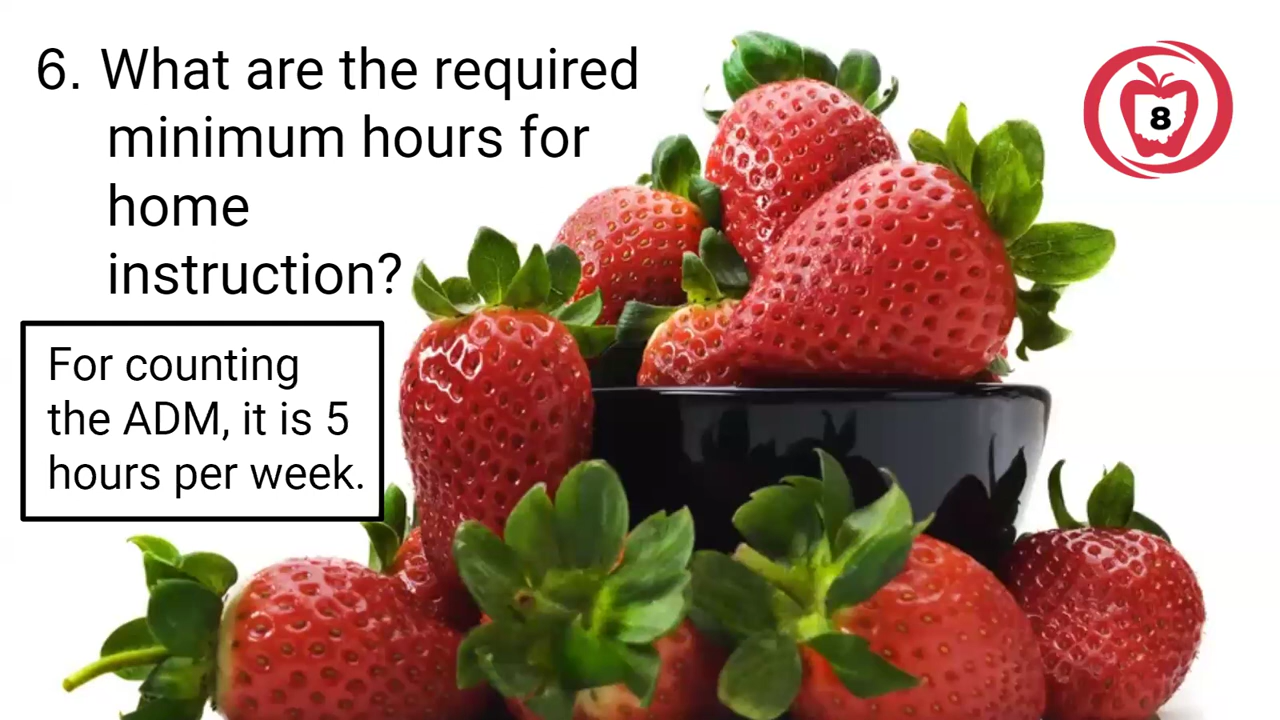 6. What are the required
minimum hours for
home
instruction?
8
For counting
the ADM, it is 5
hours per week.